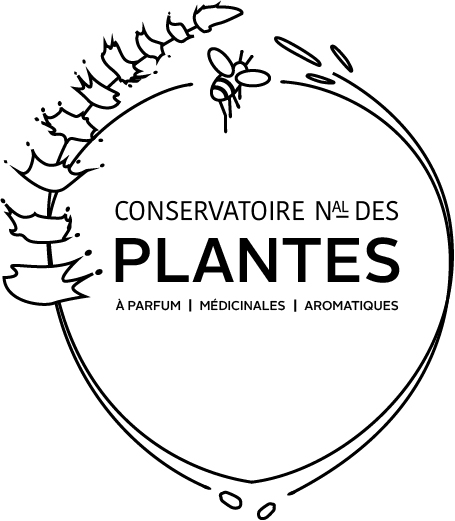 CONSERVATOIRE NAL DES
PLANTES
À PARFUM | MÉDICINALES | AROMATIQUES